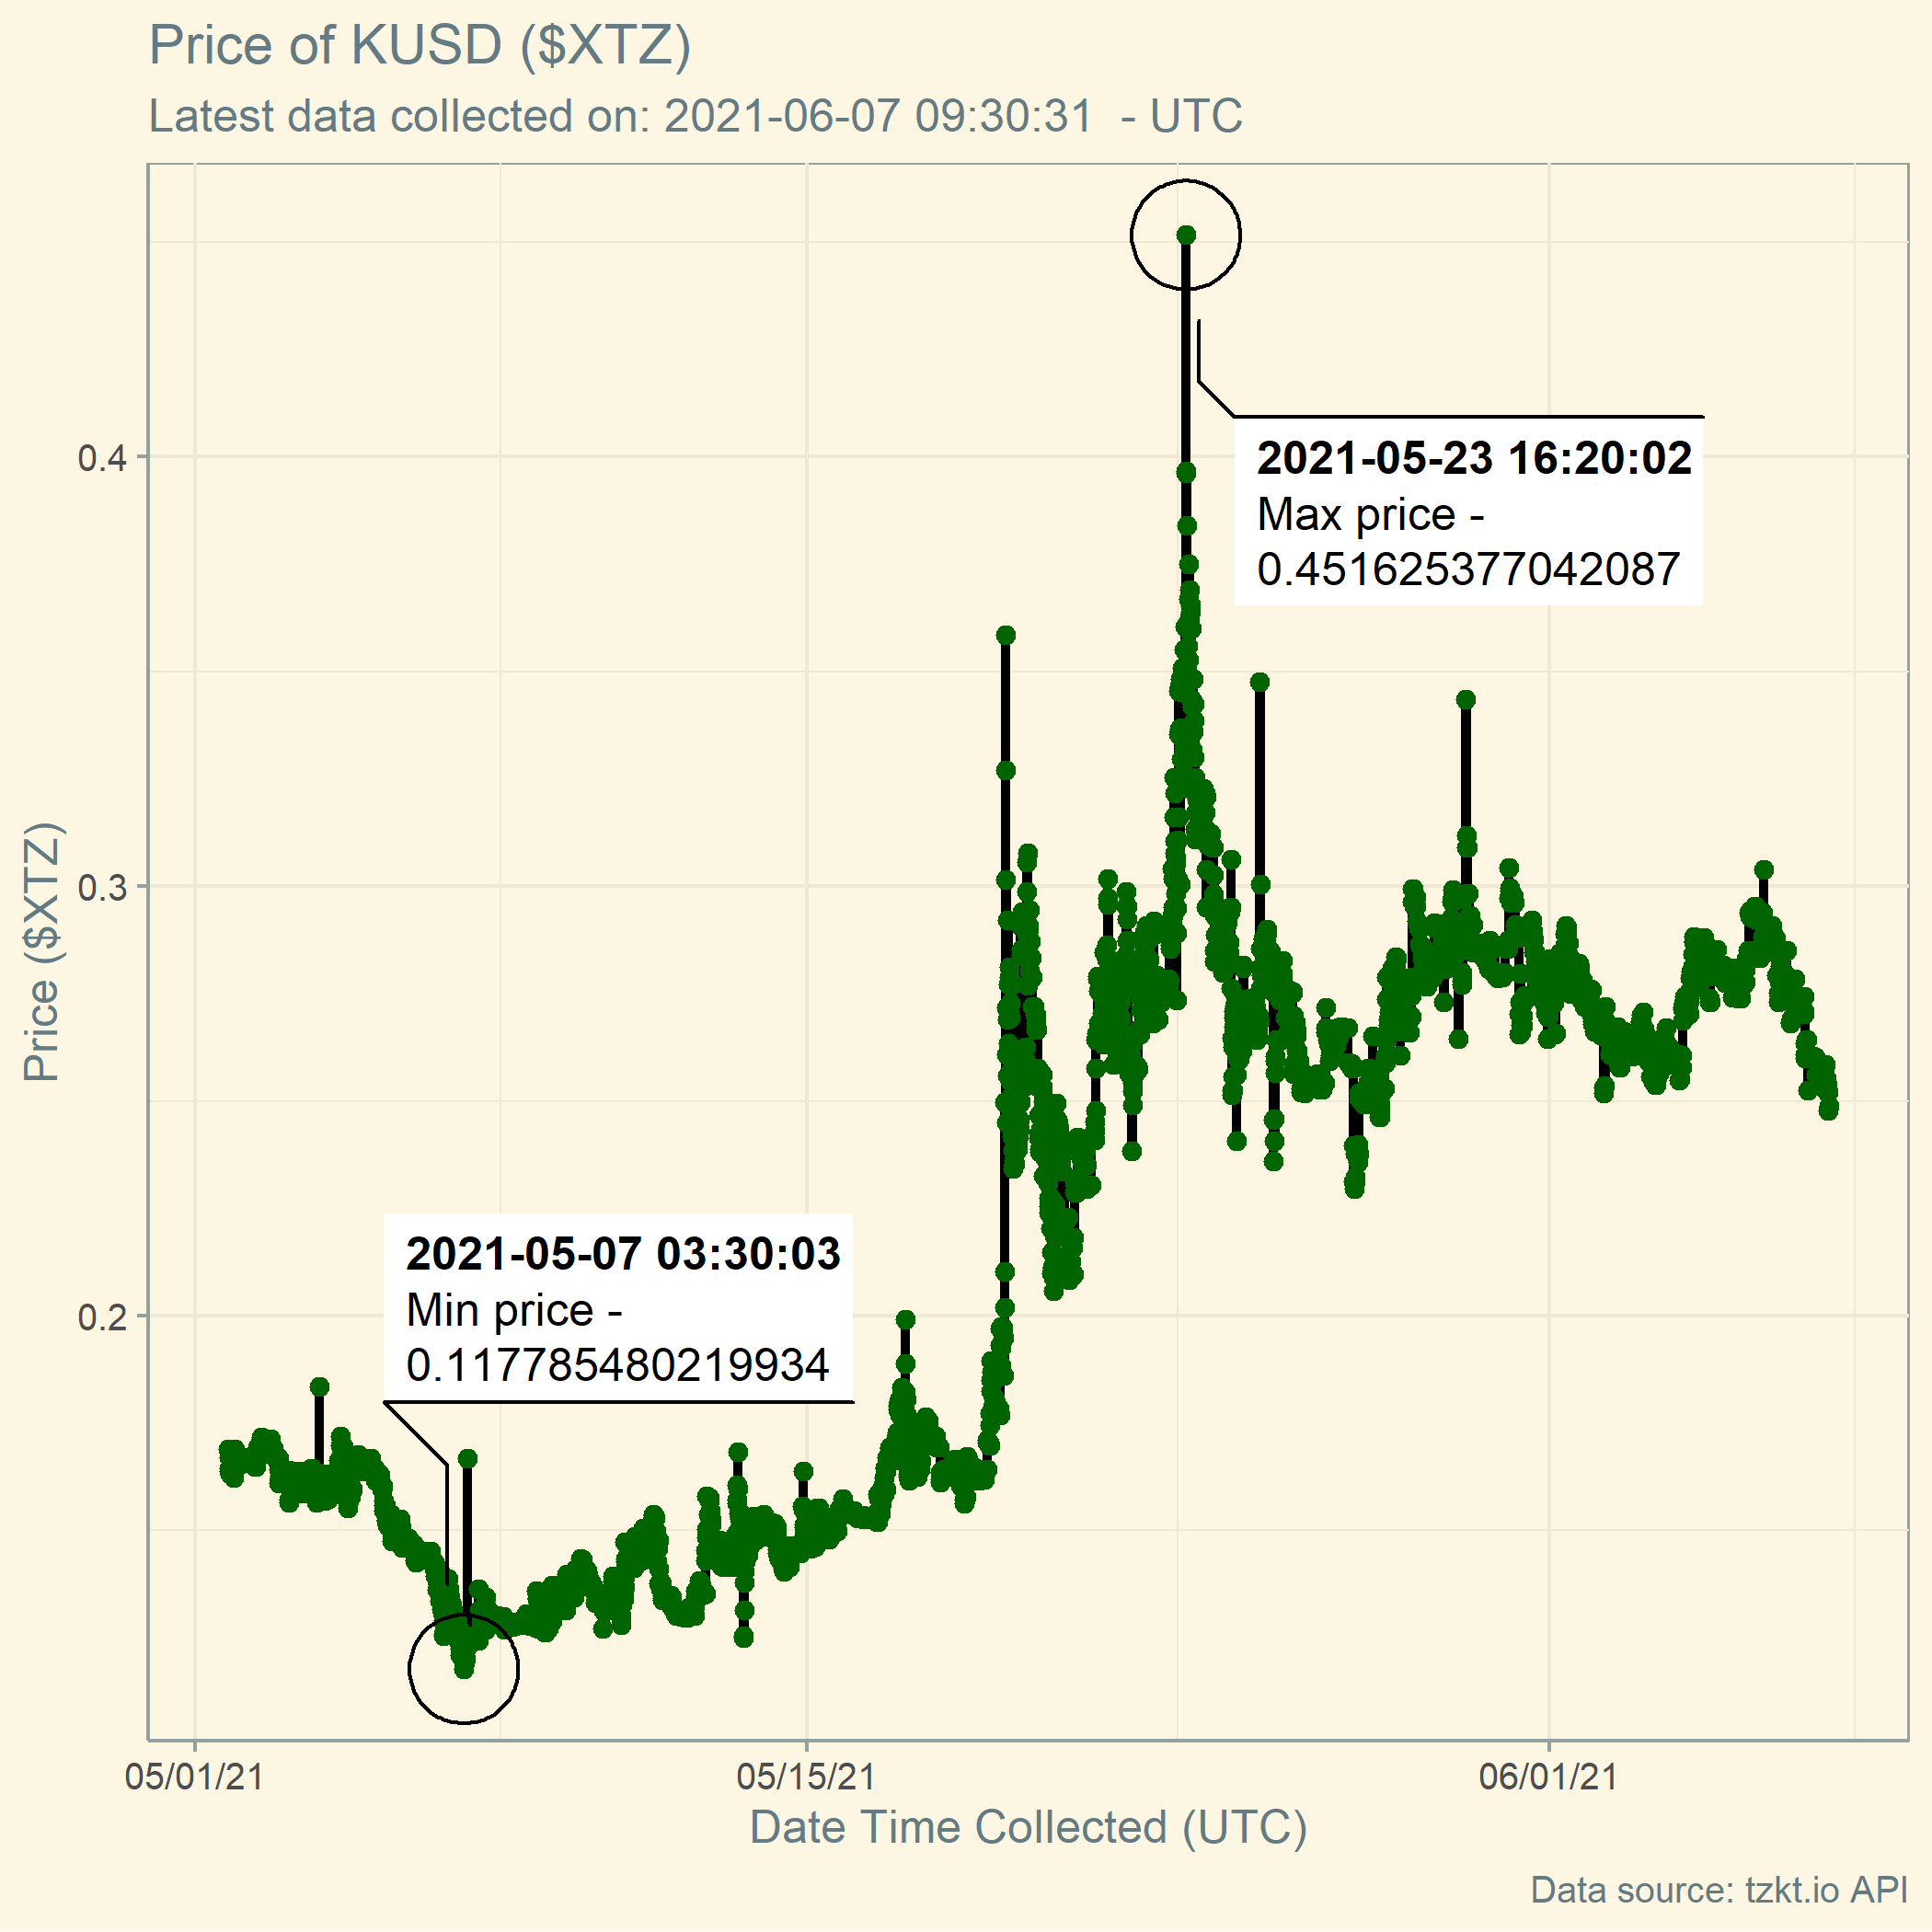 Price of KUSD ($XTZ)
Latest data collected on: 2021-06-07 09:30:31  - UTC
2021-05-23 16:20:02
Max price -
0.451625377042087
2021-05-07 03:30:03
Min price -
0.117785480219934
0.4
0.3
0.2
Price ($XTZ)
05/01/21
05/15/21
06/01/21
Date Time Collected (UTC)
Data source: tzkt.io API